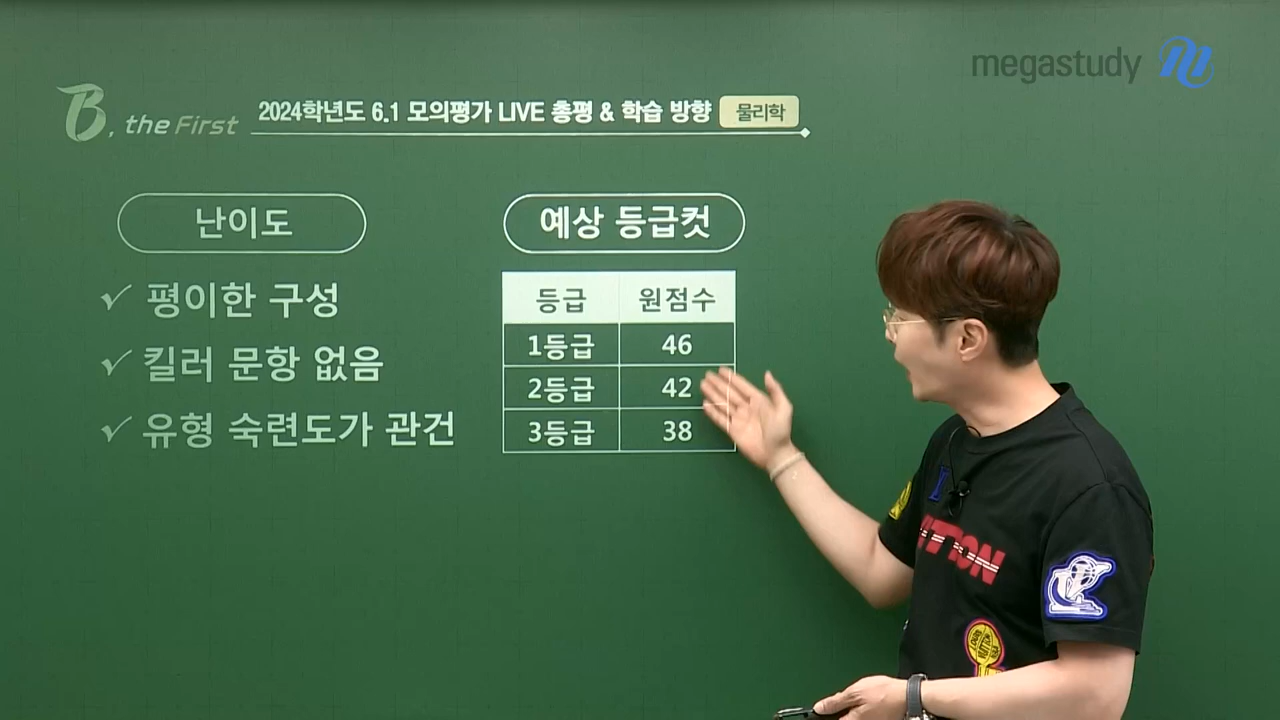 megastudy
B, the First
2024학년도 6.1 모의평가 LIVE 총평 & 학습 방향 물리학
난이도
✓ 평이한 구성
✓ 킬러 문항 없음
✓ 유형 숙련도가 관건
예상 등급컷
등급 원점수
1등급 46
2등급 42
3등급 38